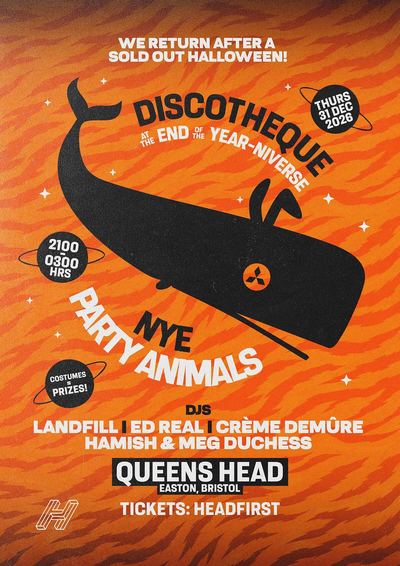 WE RETURN AFTER A
SOLD OUT HALLOWEEN!
DISCOTHEQUE
AT THE END OF THE YEAR-NIVERSE
THURS
31 DEC
2026
2100
-0300
HRS
NYE
PARTY ANIMALS
COSTUMES
=
PRIZES!
DJS
LANDFILL | ED REAL | CRÈME DEMÛRE
HAMISH & MEG DUCHESS
QUEENS HEAD
EASTON, BRISTOL
TICKETS: HEADFIRST
H